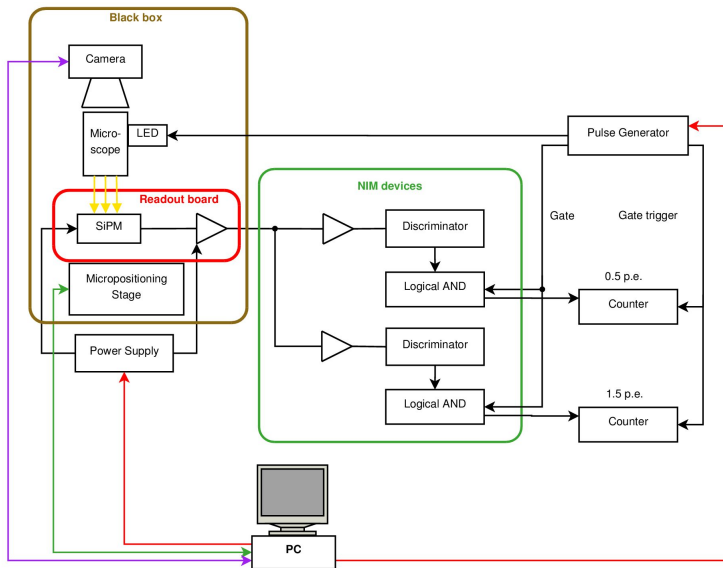 Black box
Camera
Micro-
scope
LED
Pulse Generator
Readout board
NIM devices
SiPM
Discriminator
Gate
Gate trigger
Micropositioning
Stage
Logical AND
0.5 p.e.
Counter
Power Supply
Discriminator
Logical AND
1.5 p.e.
Counter
PC